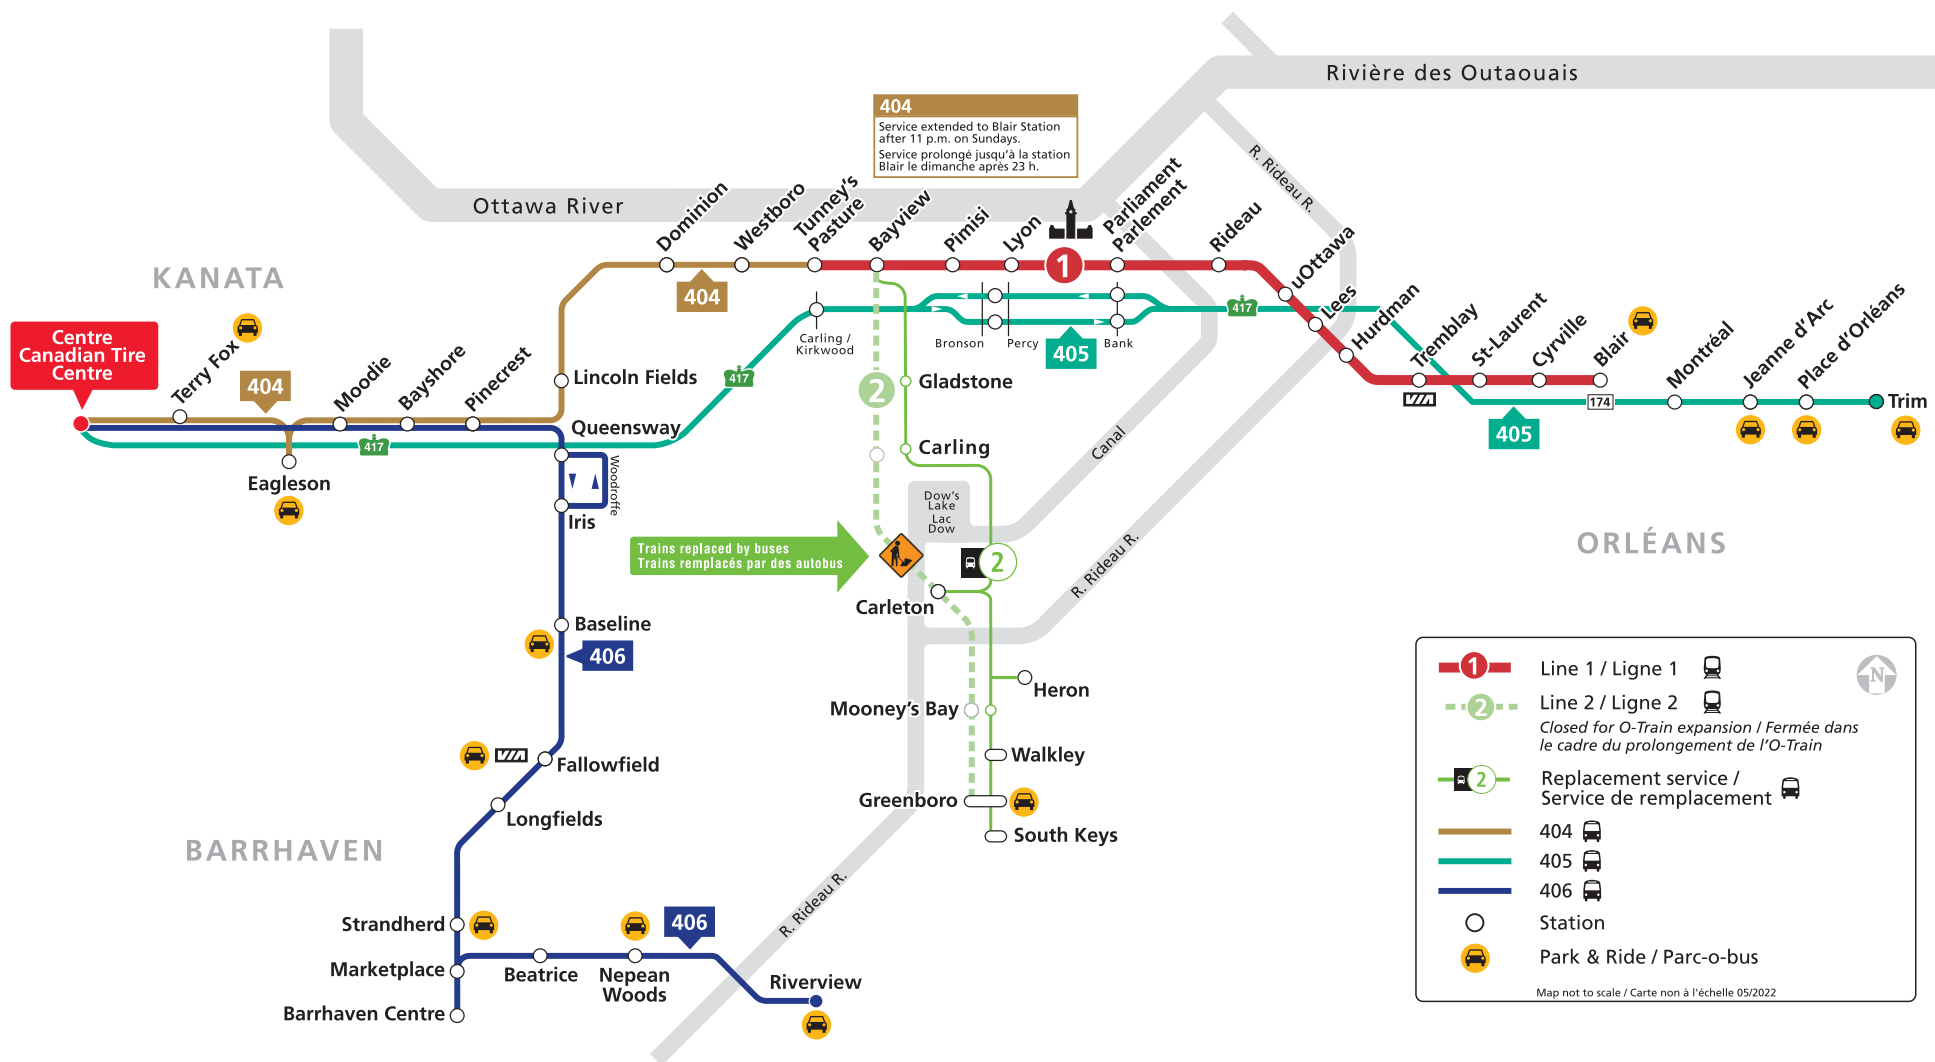 Rivière des Outaouais
404
Service extended to Blair Station
after 11 p.m. on Sundays.
Service prolongé jusqu'à la station
Blair le dimanche après 23 h.
R. Rideau R.
Ottawa River
Dominion
Westboro
Tunney's
Pasture
Bayview
Pimisi
Lyon
Parliament
Parlement
Rideau
uOttawa
Lees
Hurdman
Tremblay
St-Laurent
Cyrville
Blair
Montréal
Jeanne d'Arc
Place d'Orléans
Trim
1
KANATA
404
417
405
Carling /
Kirkwood
Bronson
Percy
Bank
Centre
Canadian Tire
Centre
Terry Fox
404
Moodie
Bayshore
Pinecrest
Lincoln Fields
417
2
Gladstone
174
405
Queensway
417
Carling
Canal
Eagleson
Woodroffe
Iris
Dow's
Lake
Lac
Dow
ORLÉANS
Trains replaced by buses
Trains remplacés par des autobus
2
R. Rideau R.
Carleton
Baseline
406
Heron
Mooney's Bay
Walkley
Fallowfield
Greenboro
Longfields
South Keys
BARRHAVEN
R. Rideau R.
Strandherd
406
Marketplace
Beatrice
Nepean
Woods
Riverview
Barrhaven Centre
1
Line 1 / Ligne 1
N
2
Line 2 / Ligne 2
Closed for O-Train expansion / Fermée dans
le cadre du prolongement de l'O-Train
2
Replacement service /
Service de remplacement
404
405
406
Station
Park & Ride / Parc-o-bus
Map not to scale / Carte non à l'échelle 05/2022